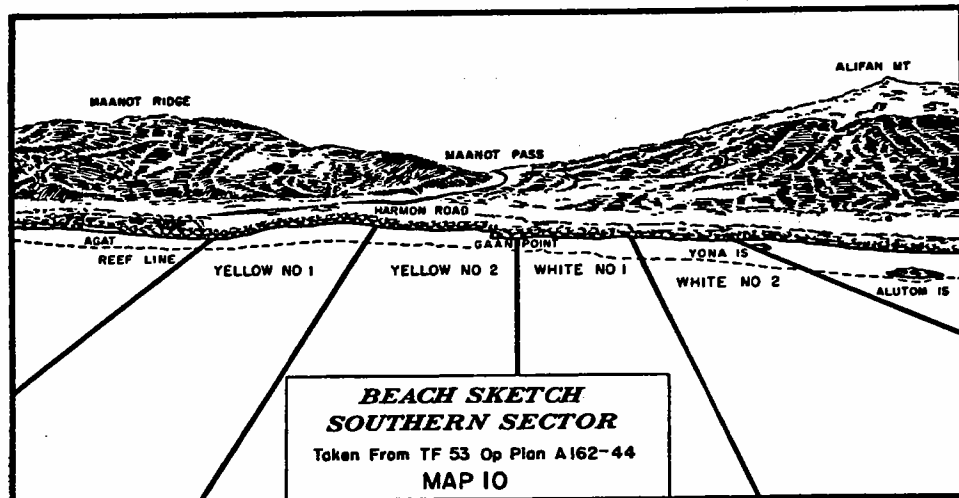 ALIFAN MT
MAANOT RIDGE
MAANOT PASS
HARMON ROAD
AGAT
GAAN POINT
REEF LINE
YONA IS
YELLOW NO 1
YELLOW NO 2
WHITE NO 1
WHITE NO 2
ALUTOM IS
BEACH SKETCH
SOUTHERN SECTOR
Taken From TF 53 Op Plan A162-44
MAP 10